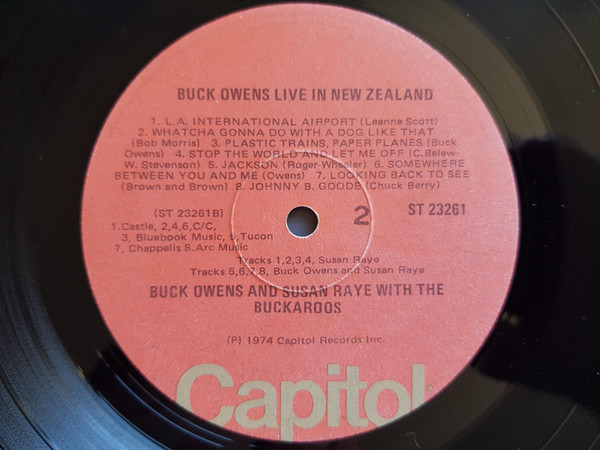 BUCK OWENS LIVE IN NEW ZEALAND
1. L.A. INTERNATIONAL AIRPORT (Leanne Scott)
2. WHATCHA GONNA DO WITH A DOG LIKE THAT
(Bob Morris) 3. PLASTIC TRAINS, PAPER PLANES (Buck
Owens) 4. STOP THE WORLD AND LET ME OFF (C.Belew-
W. Stevenson) 5. JACKSON (Roger-Wheeler) 6. SOMEWHERE
BETWEEN YOU AND ME (Owens) 7. LOOKING BACK TO SEE
(Brown and Brown) 8. JOHNNY B. GOODE (Chuck Berry)
(ST 23261B) 2 ST 23261
1.Castle, 2,4,6,C/C,
3, Bluebook Music, 5,Tucon
7, Chappells 8.Arc Music
Tracks 1,2,3,4, Susan Raye
Tracks 5,6,7,8, Buck Owens and Susan Raye
BUCK OWENS AND SUSAN RAYE WITH THE
BUCKAROOS
(P) 1974 Capitol Records Inc.
Capitol